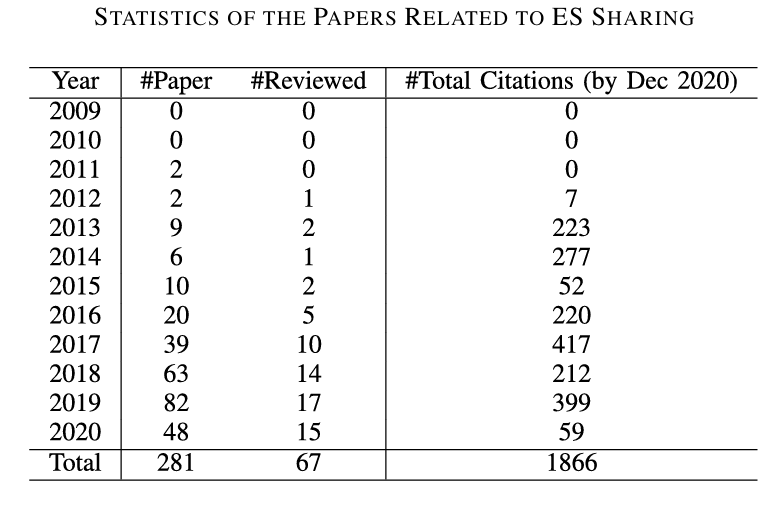 STATISTICS OF THE PAPERS RELATED TO ES SHARING
Year #Paper #Reviewed #Total Citations (by Dec 2020)
2009 0 0 0
2010 0 0 0
2011 2 0 0
2012 2 1 7
2013 9 2 223
2014 6 1 277
2015 10 2 52
2016 20 5 220
2017 39 10 417
2018 63 14 212
2019 82 17 399
2020 48 15 59
Total 281 67 1866